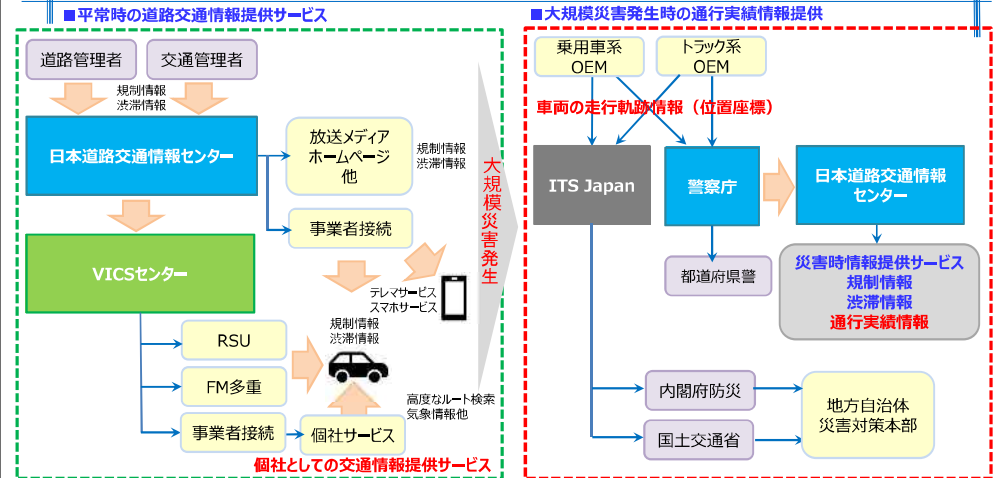 ■平常時の道路交通情報提供サービス
道路管理者
交通管理者
規制情報
渋滞情報
日本道路交通情報センター
放送メディア
ホームページ
他
規制情報
渋滞情報
事業者接続
VICSセンター
テレマサービス
スマホサービス
規制情報
渋滞情報
RSU
FM多重
事業者接続
個社サービス
高度なルート検索
気象情報他
個社としての交通情報提供サービス
大規模災害発生
■大規模災害発生時の通行実績情報提供
乗用車系
OEM
トラック系
OEM
車両の走行軌跡情報（位置座標）
ITS Japan
警察庁
日本道路交通情報
センター
都道府県警
災害時情報提供サービス
規制情報
渋滞情報
通行実績情報
内閣府防災
国土交通省
地方自治体
災害対策本部